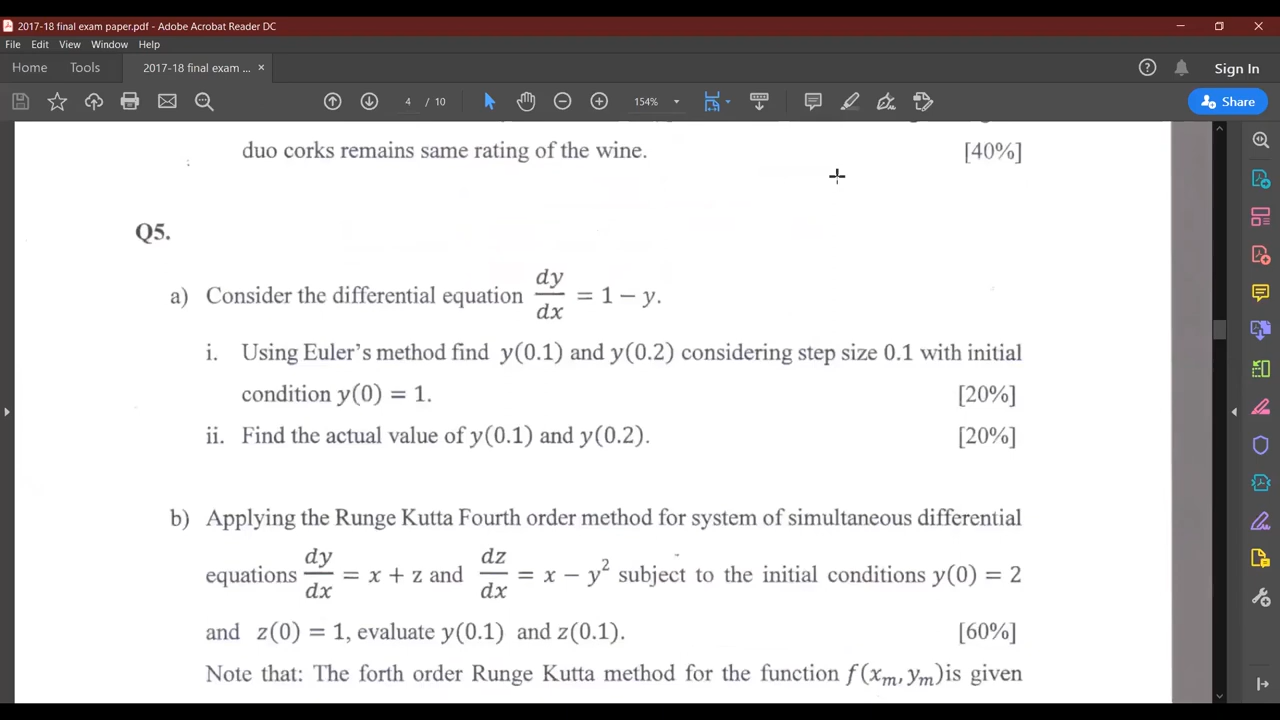 2017-18 final exam paper.pdf - Adobe Acrobat Reader DC
File Edit View Window Help
Home Tools 2017-18 final exam ... × Sign In
4 / 10 154% Share
duo corks remains same rating of the wine. [40%]
Q5.
a) Consider the differential equation dy/dx = 1 − y.
i. Using Euler's method find y(0.1) and y(0.2) considering step size 0.1 with initial
condition y(0) = 1. [20%]
ii. Find the actual value of y(0.1) and y(0.2). [20%]
b) Applying the Runge Kutta Fourth order method for system of simultaneous differential
equations dy/dx = x + z and dz/dx = x − y² subject to the initial conditions y(0) = 2
and z(0) = 1, evaluate y(0.1) and z(0.1). [60%]
Note that: The forth order Runge Kutta method for the function f(xₘ, yₘ)is given